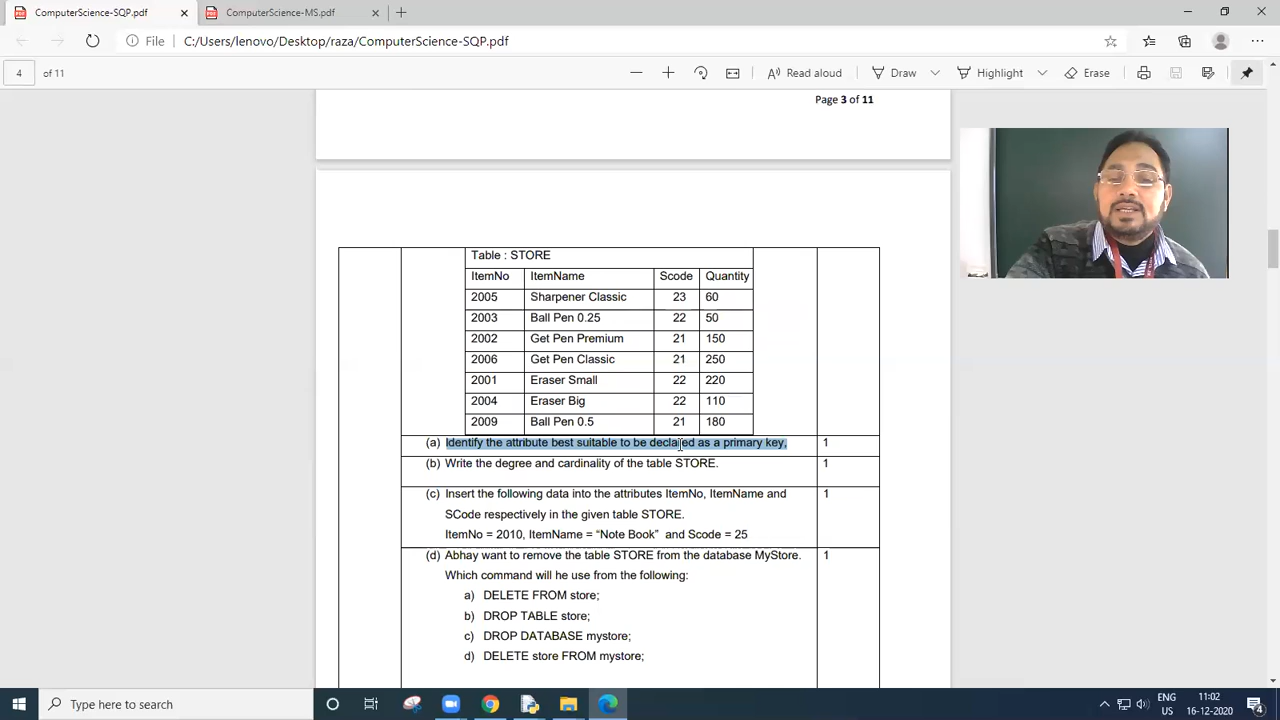 ComputerScience-SQP.pdf
ComputerScience-MS.pdf
File C:/Users/lenovo/Desktop/raza/ComputerScience-SQP.pdf
4 of 11
Read aloud
Draw
Highlight
Erase
Page 3 of 11
Table : STORE
ItemNo ItemName Scode Quantity
2005 Sharpener Classic 23 60
2003 Ball Pen 0.25 22 50
2002 Get Pen Premium 21 150
2006 Get Pen Classic 21 250
2001 Eraser Small 22 220
2004 Eraser Big 22 110
2009 Ball Pen 0.5 21 180
(a) Identify the attribute best suitable to be declared as a primary key, 1
(b) Write the degree and cardinality of the table STORE. 1
(c) Insert the following data into the attributes ItemNo, ItemName and 1
SCode respectively in the given table STORE.
ItemNo = 2010, ItemName = “Note Book” and Scode = 25
(d) Abhay want to remove the table STORE from the database MyStore. 1
Which command will he use from the following:
a) DELETE FROM store;
b) DROP TABLE store;
c) DROP DATABASE mystore;
d) DELETE store FROM mystore;
Type here to search
ENG
US
11:02
16-12-2020
4